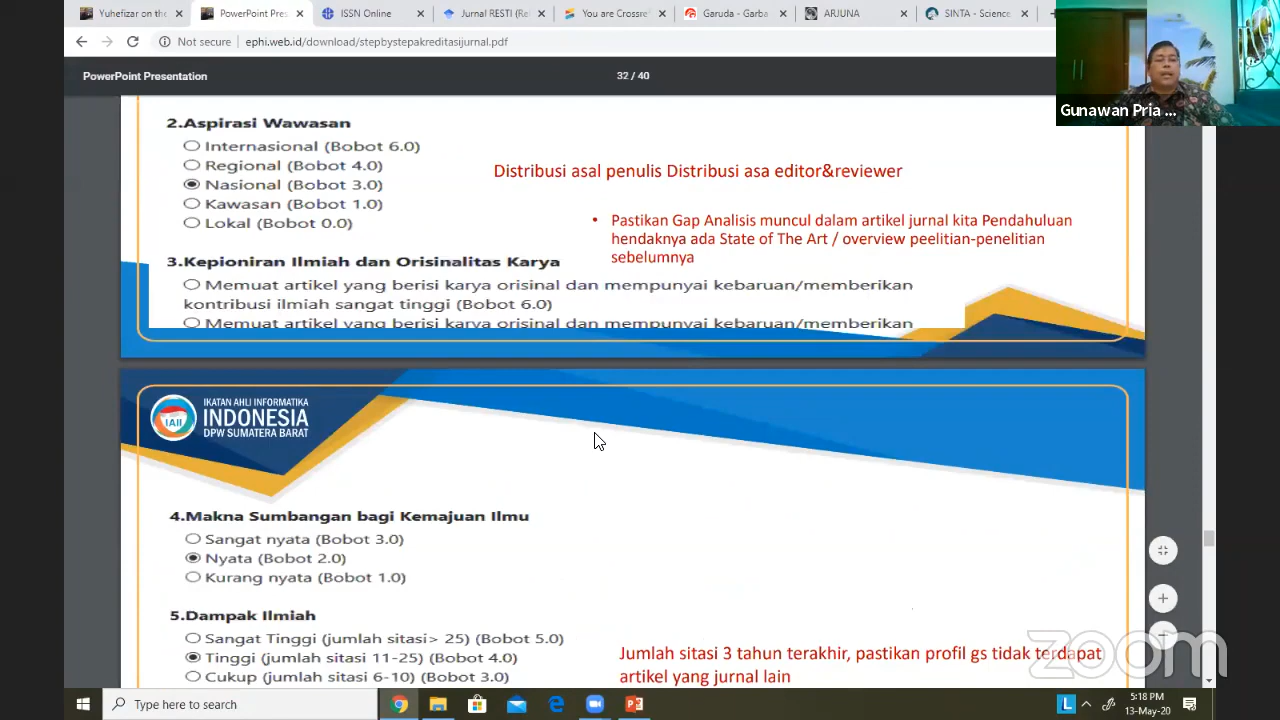 Yuhefizar on the
PowerPoint Pres
ISSN Online
Jurnal RESTI (Re
You are Crossre
Garuda - Garba
ARJUNA
SINTA - Science
Not secure
ephi.web.id/download/stepbystepakreditasijurnal.pdf
PowerPoint Presentation
32 / 40
Gunawan Pria ...
2.Aspirasi Wawasan
Internasional (Bobot 6.0)
Regional (Bobot 4.0)
Nasional (Bobot 3.0)
Kawasan (Bobot 1.0)
Lokal (Bobot 0.0)
Distribusi asal penulis Distribusi asa editor&reviewer
• Pastikan Gap Analisis muncul dalam artikel jurnal kita Pendahuluan
hendaknya ada State of The Art / overview peelitian-penelitian
sebelumnya
3.Kepioniran Ilmiah dan Orisinalitas Karya
Memuat artikel yang berisi karya orisinal dan mempunyai kebaruan/memberikan
kontribusi ilmiah sangat tinggi (Bobot 6.0)
Memuat artikel yang berisi karya orisinal dan mempunyai kebaruan/memberikan
IAII
IKATAN AHLI INFORMATIKA
INDONESIA
DPW SUMATERA BARAT
4.Makna Sumbangan bagi Kemajuan Ilmu
Sangat nyata (Bobot 3.0)
Nyata (Bobot 2.0)
Kurang nyata (Bobot 1.0)
5.Dampak Ilmiah
Sangat Tinggi (jumlah sitasi> 25) (Bobot 5.0)
Tinggi (jumlah sitasi 11-25) (Bobot 4.0)
Cukup (jumlah sitasi 6-10) (Bobot 3.0)
Jumlah sitasi 3 tahun terakhir, pastikan profil gs tidak terdapat
artikel yang jurnal lain
zoom
Type here to search
L
5:18 PM
13-May-20